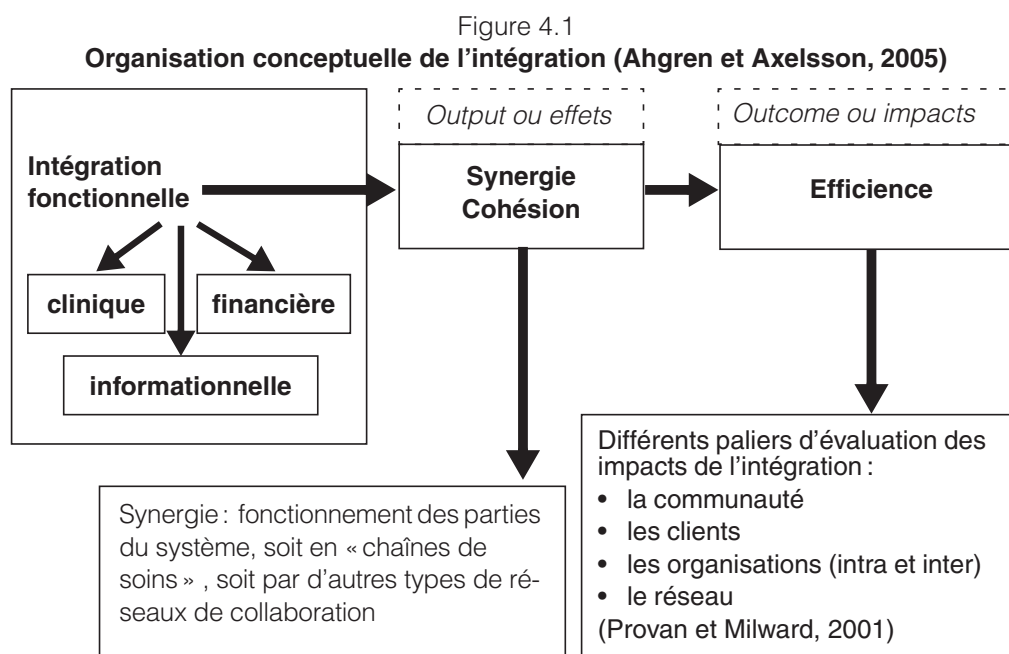 Figure 4.1
Organisation conceptuelle de l'intégration (Ahgren et Axelsson, 2005)
Intégration
fonctionnelle
clinique
financière
informationnelle
Output ou effets
Synergie
Cohésion
Outcome ou impacts
Efficience
Synergie : fonctionnement des parties
du système, soit en « chaînes de
soins » , soit par d'autres types de ré-
seaux de collaboration
Différents paliers d'évaluation des
impacts de l'intégration :
• la communauté
• les clients
• les organisations (intra et inter)
• le réseau
(Provan et Milward, 2001)